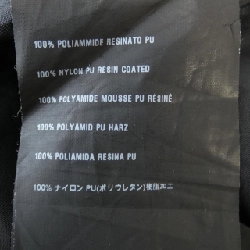 100% POLIAMMIDE RESINATO PU
100% NYLON PU RESIN COATED
100% POLYAMIDE MOUSSE PU RESINÉ
100% POLYAMID PU HARZ
100% POLIAMIDA RESINA PU
100% ナイロン PU(ポリウレタン)樹脂加工